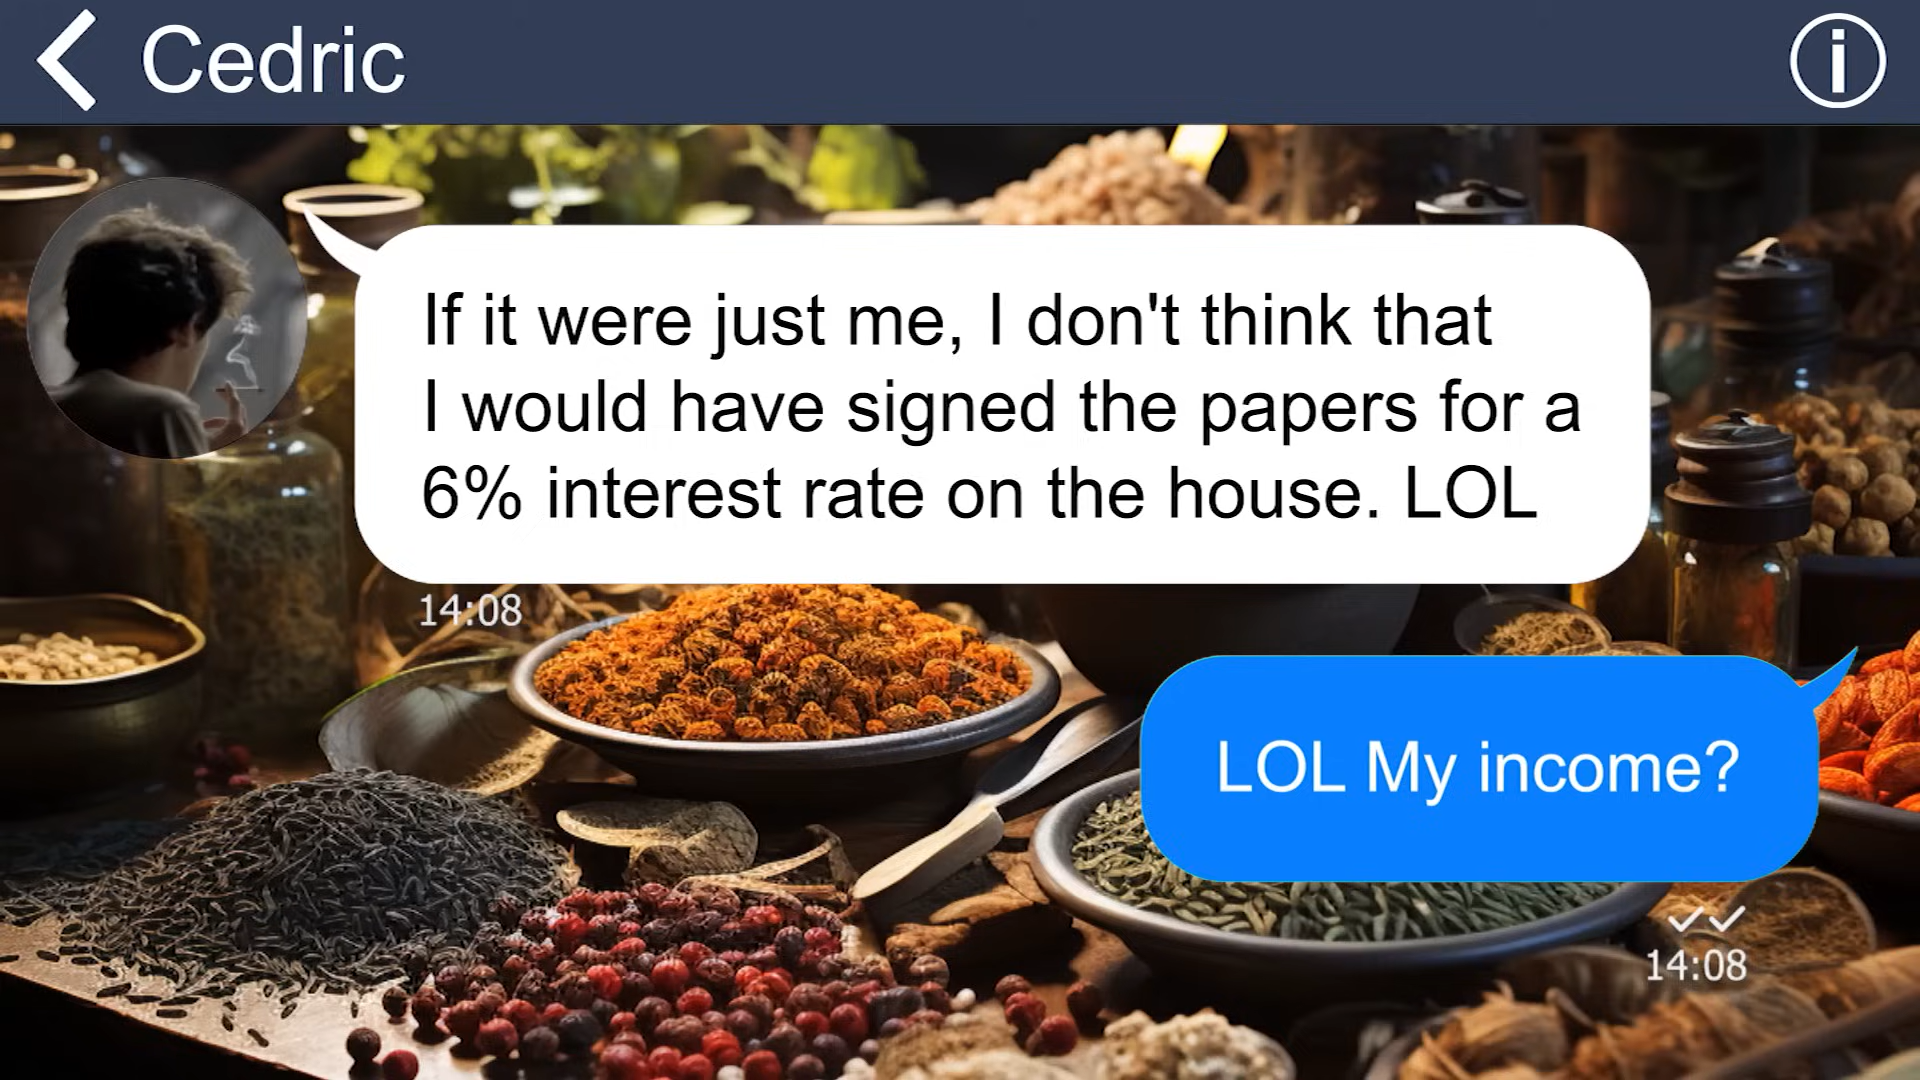 Cedric
If it were just me, I don't think that
I would have signed the papers for a
6% interest rate on the house. LOL
14:08
LOL My income?
14:08